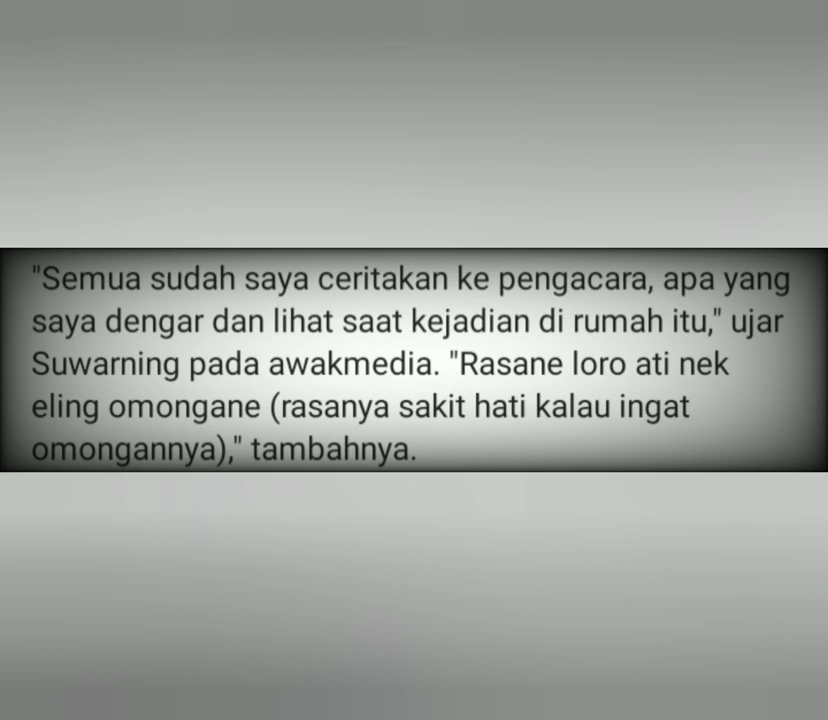 "Semua sudah saya ceritakan ke pengacara, apa yang
saya dengar dan lihat saat kejadian di rumah itu," ujar
Suwarning pada awakmedia. "Rasane loro ati nek
eling omongane (rasanya sakit hati kalau ingat
omongannya)," tambahnya.